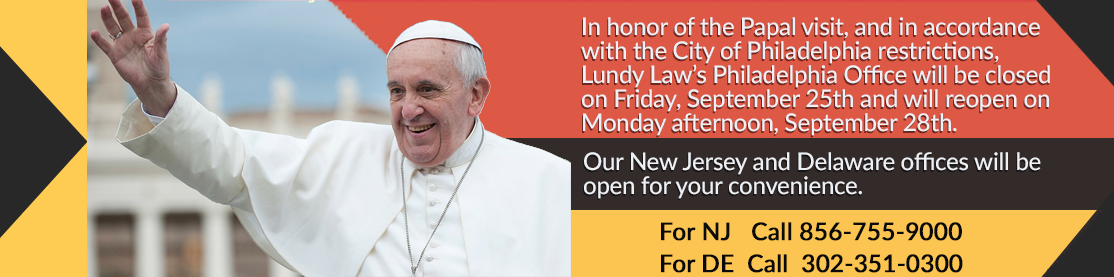 In honor of the Papal visit, and in accordance
with the City of Philadelphia restrictions,
Lundy Law's Philadelphia Office will be closed
on Friday, September 25th and will reopen on
Monday afternoon, September 28th.
Our New Jersey and Delaware offices will be
open for your convenience.
For NJ Call 856-755-9000
For DE Call 302-351-0300